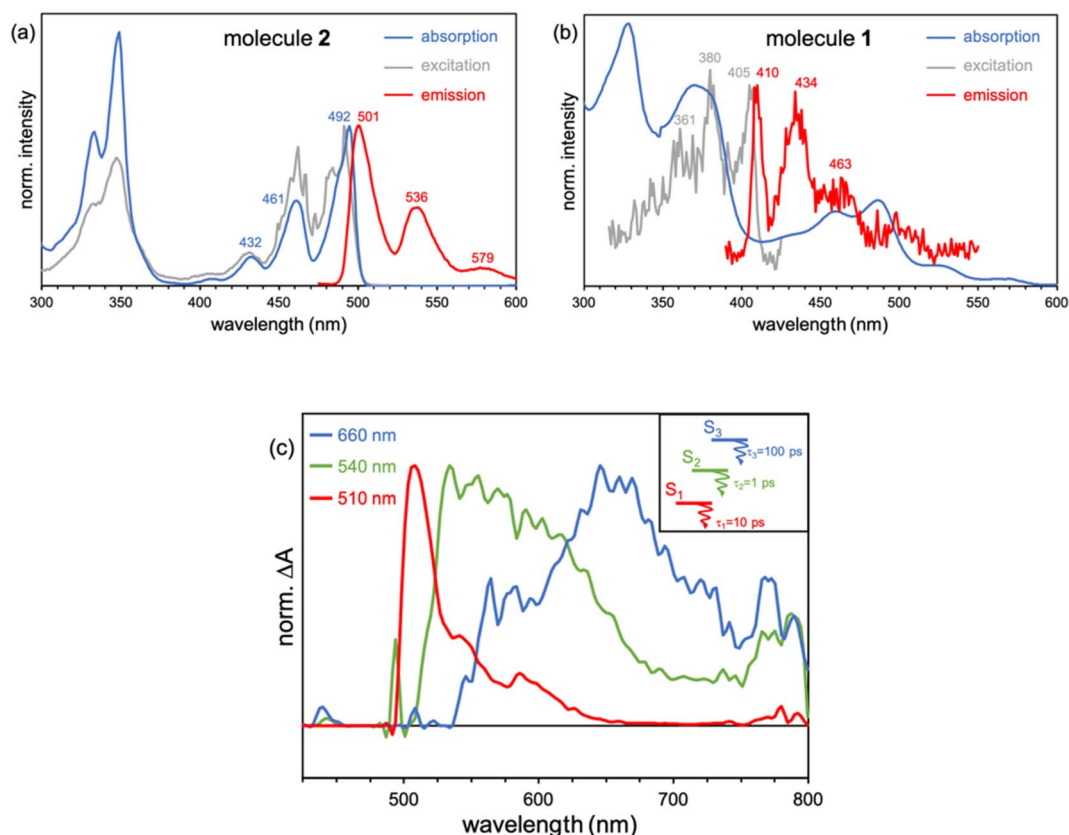 (a)
molecule 2
absorption
excitation
emission
norm. intensity
432
461
492
501
536
579
300 350 400 450 500 550 600
wavelength (nm)
(b)
molecule 1
absorption
excitation
emission
norm. intensity
361
380
405
410
434
463
300 350 400 450 500 550 600
wavelength (nm)
(c)
660 nm
540 nm
510 nm
S3
τ3=100 ps
S2
τ2=1 ps
S1
τ1=10 ps
norm. ΔA
500 600 700 800
wavelength (nm)